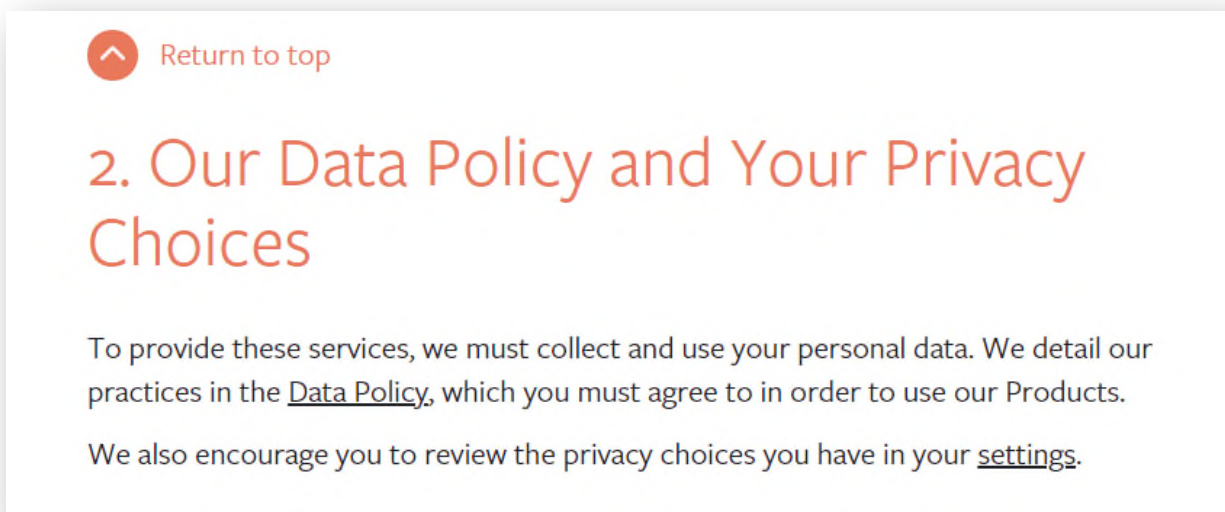 Return to top
2. Our Data Policy and Your Privacy
Choices
To provide these services, we must collect and use your personal data. We detail our
practices in the Data Policy, which you must agree to in order to use our Products.
We also encourage you to review the privacy choices you have in your settings.